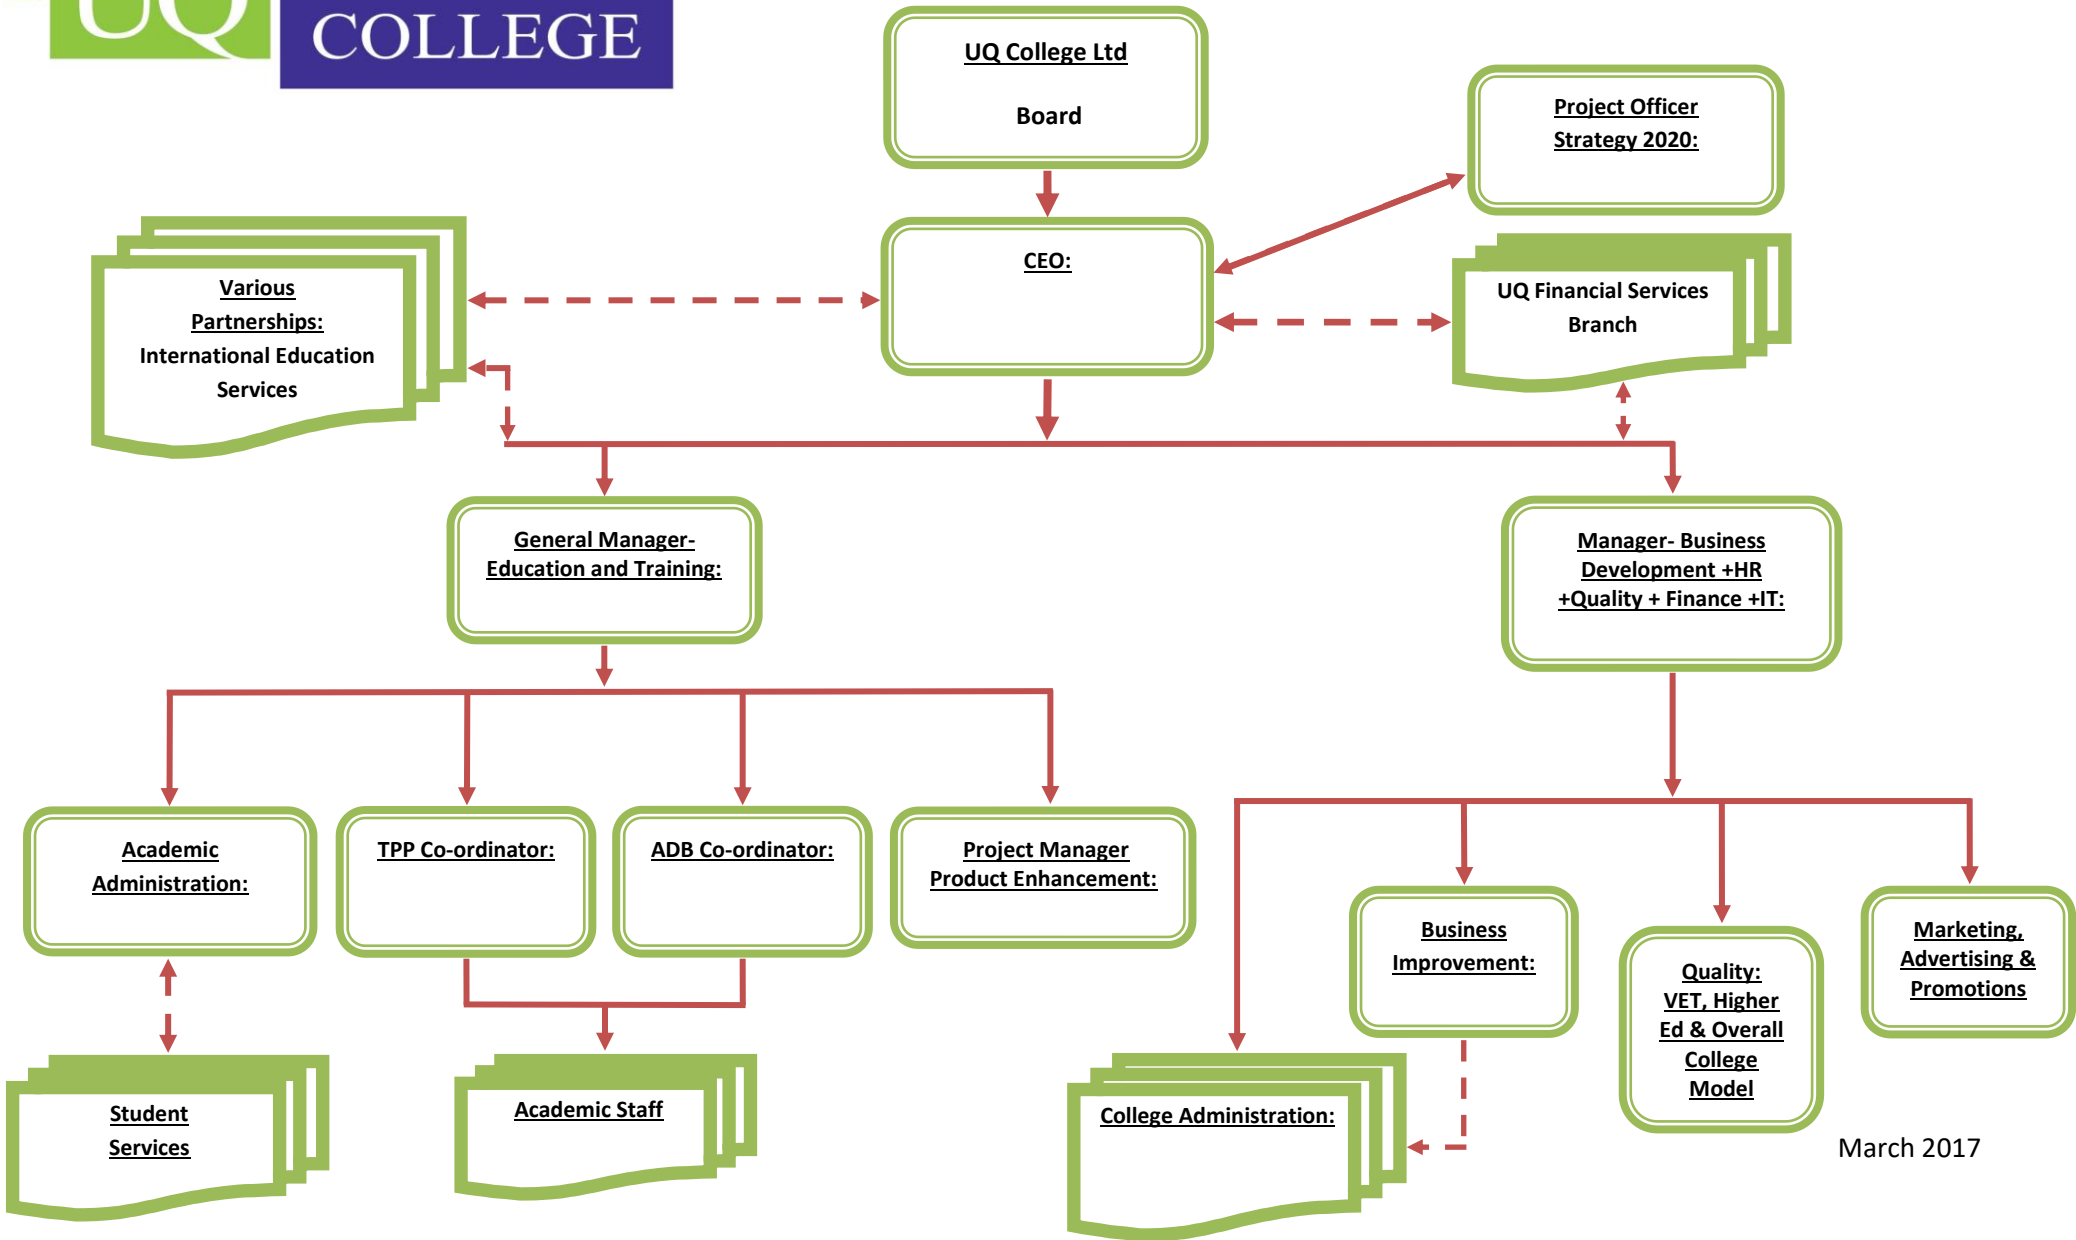 UQ
COLLEGE
UQ College Ltd
Board
Project Officer
Strategy 2020:
CEO:
Various
Partnerships:
International Education
Services
UQ Financial Services
Branch
General Manager-
Education and Training:
Manager- Business
Development +HR
+Quality + Finance +IT:
Academic
Administration:
TPP Co-ordinator:
ADB Co-ordinator:
Project Manager
Product Enhancement:
Business
Improvement:
Quality:
VET, Higher
Ed & Overall
College
Model
Marketing,
Advertising &
Promotions
Student
Services
Academic Staff
College Administration:
March 2017